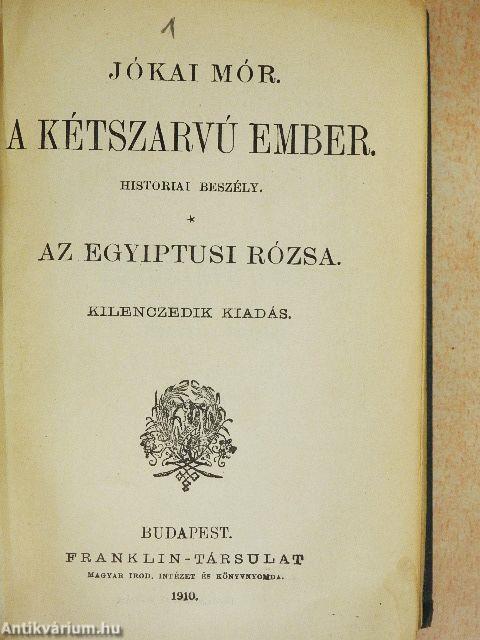 1
JÓKAI MÓR.
A KÉTSZARVÚ EMBER.
HISTORIAI BESZÉLY.
*
AZ EGYIPTUSI RÓZSA.
KILENCZEDIK KIADÁS.
BUDAPEST.
FRANKLIN-TÁRSULAT
MAGYAR IROD. INTÉZET ÉS KÖNYVNYOMDA.
1910.
Antikvárium.hu